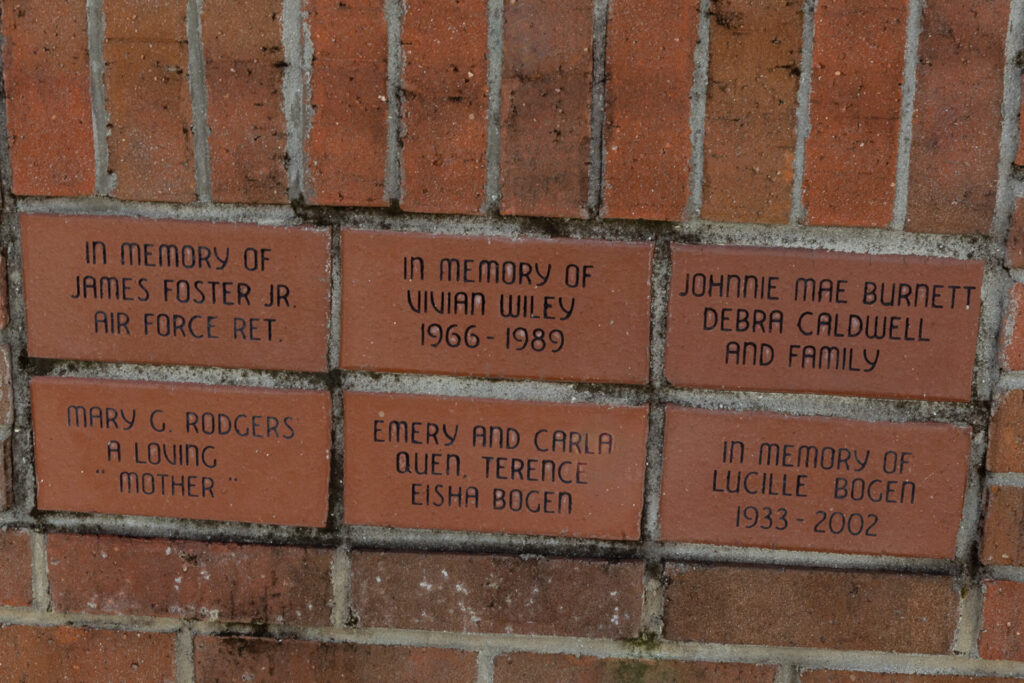 IN MEMORY OF
JAMES FOSTER JR.
AIR FORCE RET.
IN MEMORY OF
VIVIAN WILEY
1966 - 1989
JOHNNIE MAE BURNETT
DEBRA CALDWELL
AND FAMILY
MARY G. RODGERS
A LOVING
"MOTHER"
EMERY AND CARLA
QUEN, TERENCE
EISHA BOGEN
IN MEMORY OF
LUCILLE BOGEN
1933 - 2002